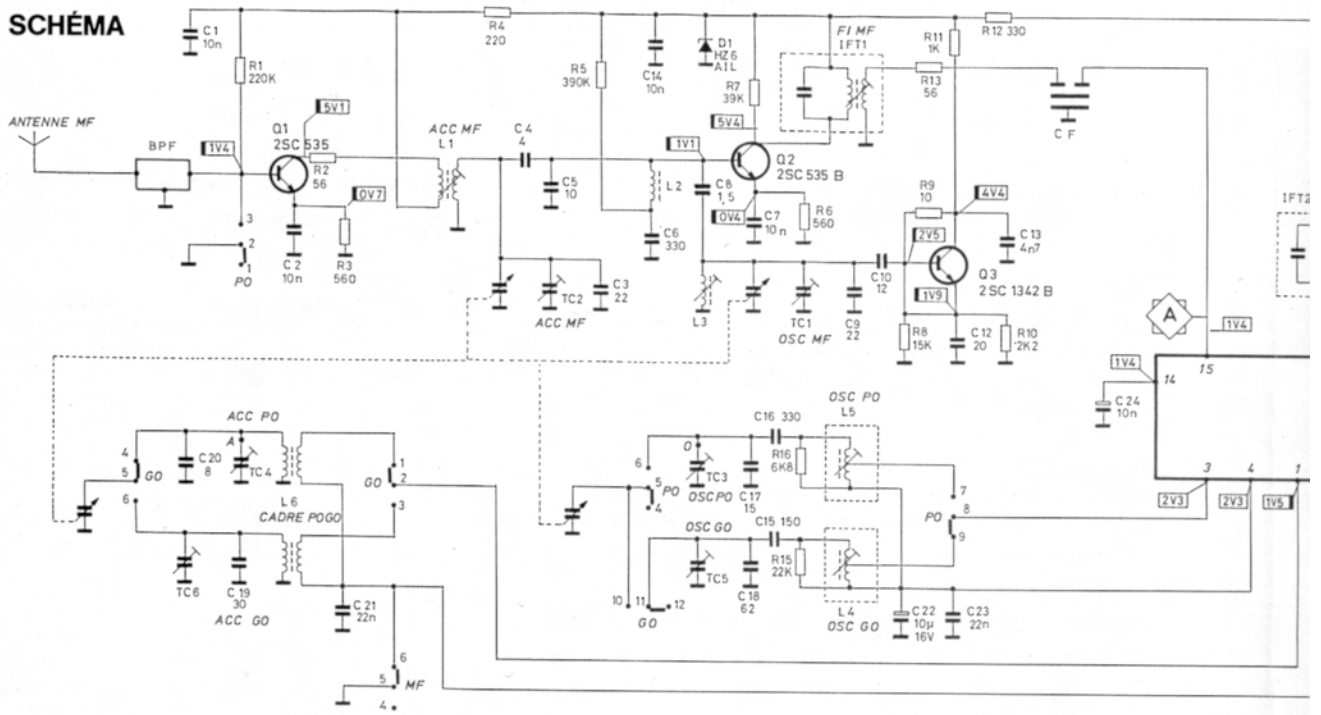 SCHÉMA
C1
10n
R1
220K
R4
220
C14
10n
D1
HZ6
A1L
R5
390K
R7
39K
FI MF
IFT1
R11
1K
R12 330
R13
56
CF
ANTENNE MF
BPF
1V4
5V1
Q1
2SC 535
R2
56
0V7
ACC MF
L1
C4
4
C5
10
L2
C6
330
1V1
5V4
Q2
2SC 535 B
C8
1,5
0V4
C7
10n
R6
560
R9
10
4V4
2V5
C13
4n7
IFT2
3
2
1
PO
C2
10n
R3
560
TC2
C3
22
ACC MF
L3
TC1
OSC MF
C9
22
C10
12
Q3
2SC 1342 B
1V9
R8
15K
C12
20
R10
2K2
A
1V4
1V4
14
15
C24
10n
3
4
1
2V3
2V3
1V5
ACC PO
4
5
6
GO
C20
8
A
TC4
L6
CADRE POGO
GO
1
2
3
TC6
C19
30
ACC GO
C21
22n
6
5
4
MF
OSC PO
L5
C16 330
6
5
4
PO
O
TC3
OSC PO
C17
15
R16
6K8
OSC GO
C15 150
TC5
C18
62
R15
22K
10
11
12
GO
L4
OSC GO
7
8
9
PO
C22
10µ
16V
C23
22n